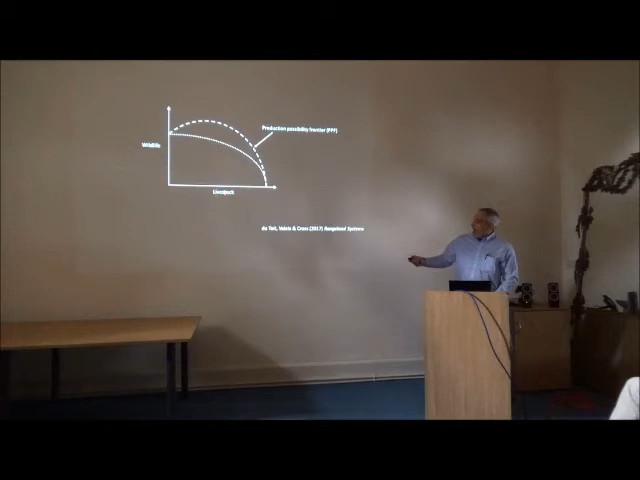 Production possibility frontier (PPF)
Wildlife
Livestock
du Toit, Valeix & Cross (2017) Rangeland Systems